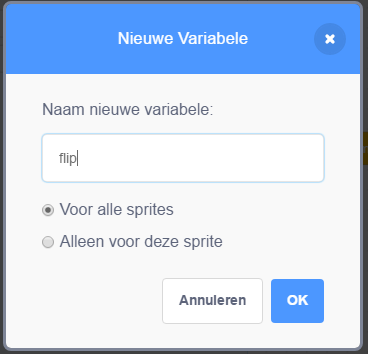 Nieuwe Variabele
Naam nieuwe variabele:
flip
Voor alle sprites
Alleen voor deze sprite
Annuleren
OK